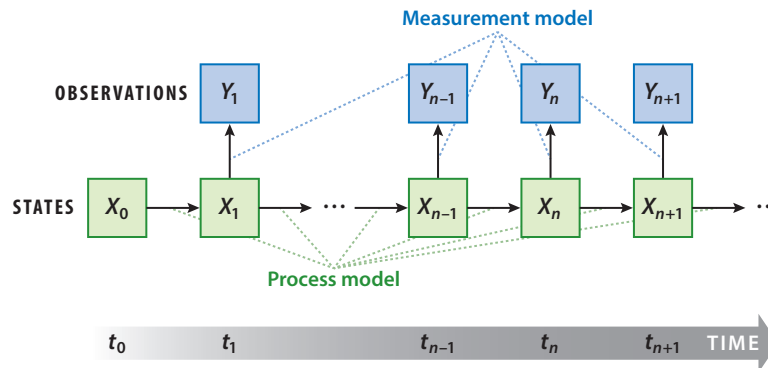 Measurement model
OBSERVATIONS Y₁ Yₙ₋₁ Yₙ Yₙ₊₁
STATES X₀ X₁ ··· Xₙ₋₁ Xₙ Xₙ₊₁ ··
Process model
t₀ t₁ tₙ₋₁ tₙ tₙ₊₁ TIME